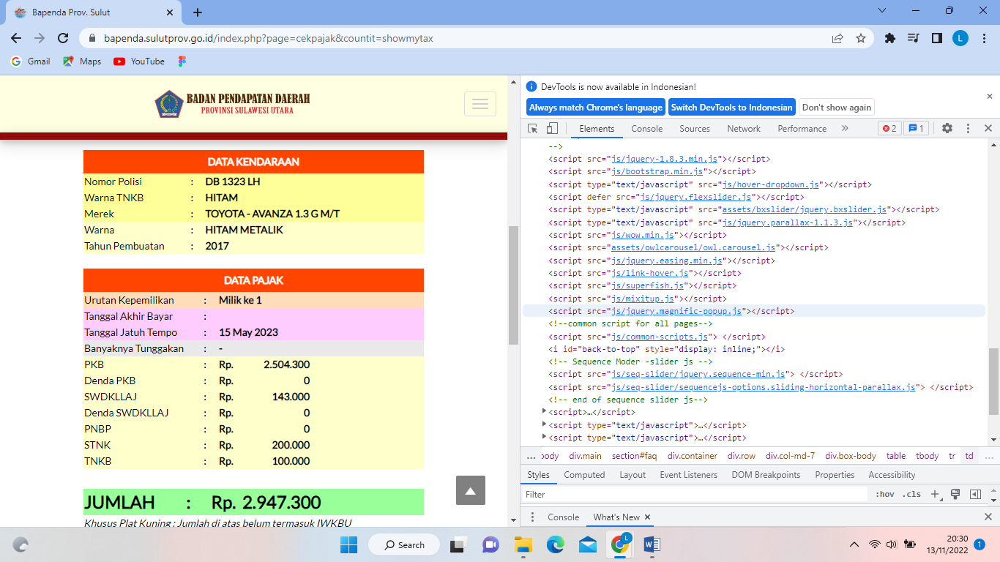 Bapenda Prov. Sulut
bapenda.sulutprov.go.id/index.php?page=cekpajak&countit=showmytax
L
Gmail Maps YouTube
BADAN PENDAPATAN DAERAH
PROVINSI SULAWESI UTARA
DATA KENDARAAN
Nomor Polisi : DB 1323 LH
Warna TNKB : HITAM
Merek : TOYOTA - AVANZA 1.3 G M/T
Warna : HITAM METALIK
Tahun Pembuatan : 2017
DATA PAJAK
Urutan Kepemilikan : Milik ke 1
Tanggal Akhir Bayar :
Tanggal Jatuh Tempo : 15 May 2023
Banyaknya Tunggakan : -
PKB : Rp. 2.504.300
Denda PKB : Rp. 0
SWDKLLAJ : Rp. 143.000
Denda SWDKLLAJ : Rp. 0
PNBP : Rp. 0
STNK : Rp. 200.000
TNKB : Rp. 100.000
JUMLAH : Rp. 2.947.300
Khusus Plat Kuning : Jumlah di atas belum termasuk IWKBU
DevTools is now available in Indonesian!
Always match Chrome's language Switch DevTools to Indonesian Don't show again
Elements Console Sources Network Performance » 2 1
-->
<script src="js/jquery-1.8.3.min.js"></script>
<script src="js/bootstrap.min.js"></script>
<script type="text/javascript" src="js/hover-dropdown.js"></script>
<script defer src="js/jquery.flexslider.js"></script>
<script type="text/javascript" src="assets/bxslider/jquery.bxslider.js"></script>
<script type="text/javascript" src="js/jquery.parallax-1.1.3.js"></script>
<script src="js/wow.min.js"></script>
<script src="assets/owlcarousel/owl.carousel.js"></script>
<script src="js/jquery.easing.min.js"></script>
<script src="js/link-hover.js"></script>
<script src="js/superfish.js"></script>
<script src="js/mixitup.js"></script>
<script src="js/jquery.magnific-popup.js"></script>
<!--common script for all pages-->
<script src="js/common-scripts.js"> </script>
<i id="back-to-top" style="display: inline;"></i>
<!-- Sequence Moder -slider js -->
<script src="js/seq-slider/jquery.sequence-min.js"> </script>
<script src="js/seq-slider/sequencejs-options.sliding-horizontal-parallax.js"> </script>
<!-- end of sequence slider js-->
<script>…</script>
<script type="text/javascript">…</script>
<script type="text/javascript">…</script>
... body div.main section#faq div.container div.row div.col-md-7 div.box-body table tbody tr td ...
Styles Computed Layout Event Listeners DOM Breakpoints Properties Accessibility
Filter :hov .cls
Console What's New
Search
L
20:30
13/11/2022
1